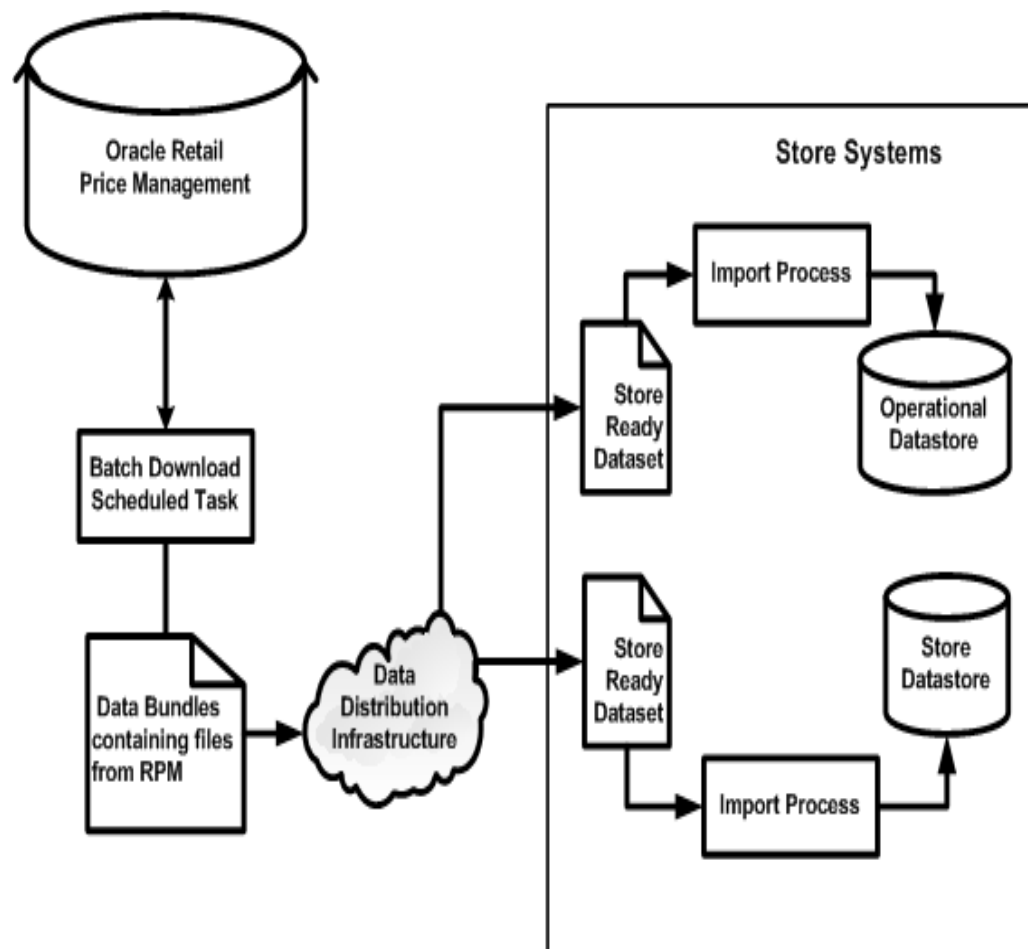 Oracle Retail
Price Management
Batch Download
Scheduled Task
Data Bundles
containing files
from RPM
Data
Distribution
Infrastructure
Store Systems
Import Process
Store
Ready
Dataset
Operational
Datastore
Store
Ready
Dataset
Store
Datastore
Import Process